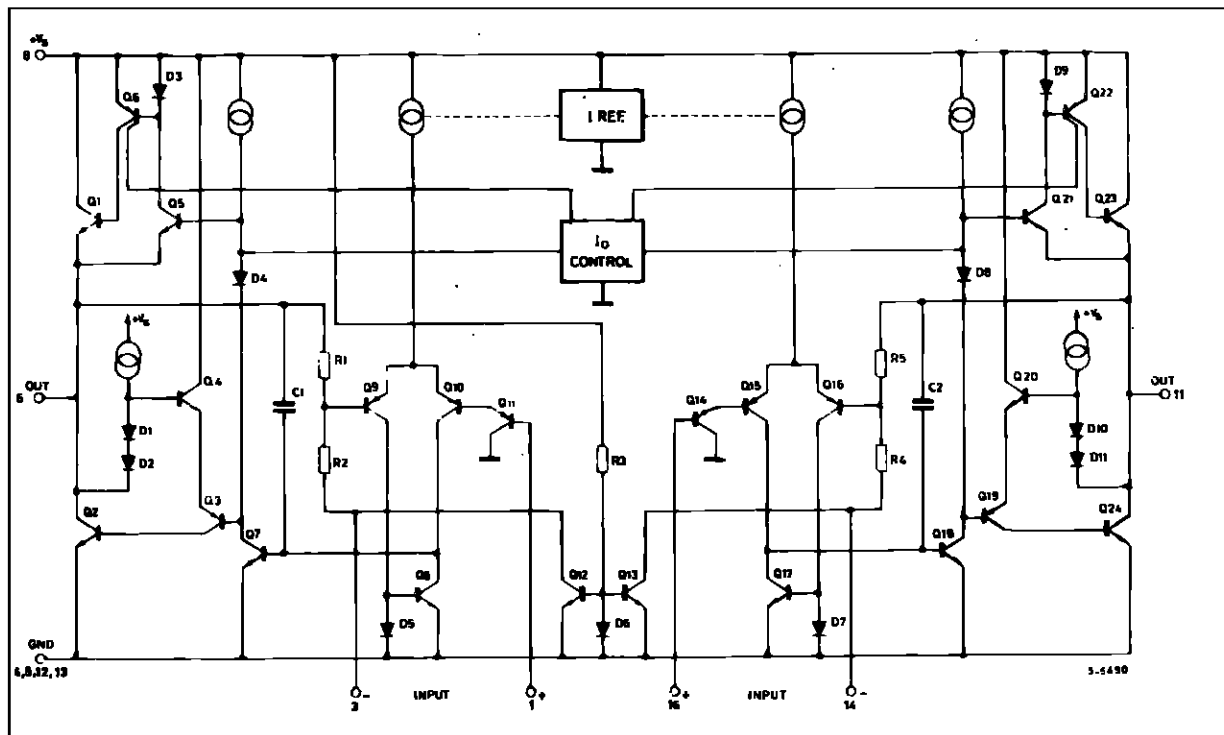 +Vs
8
D3
Q6
I REF.
D9
Q22
Q1
Q5
Q21
Q23
Io
CONTROL
D4
D8
+Vs
+Vs
R1
R5
Q4
Q9
Q10
Q11
Q14
Q15
Q16
C2
Q20
OUT
6
C1
OUT
11
D1
D2
R2
R3
R4
D10
D11
Q3
Q2
Q7
Q19
Q24
Q18
Q8
Q12
Q13
Q17
D5
D6
D7
GND
12, 13
S-6490
-
INPUT
+
+
INPUT
-
3
1
16
14